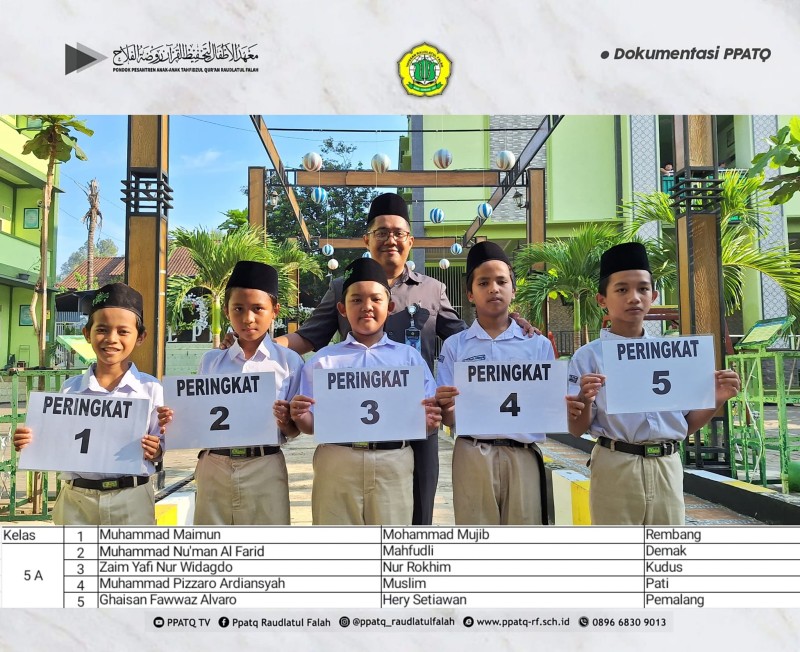 معهد الأطفال لتحفيظ القرآن روضة الفلاح
PONDOK PESANTREN ANAK-ANAK TAHFIDZUL QUR'AN RAUDLATUL FALAH
Dokumentasi PPATQ
PERINGKAT
1
PERINGKAT
2
PERINGKAT
3
PERINGKAT
4
PERINGKAT
5
Kelas 1 Muhammad Maimun Mohammad Mujib Rembang
2 Muhammad Nu'man Al Farid Mahfudli Demak
5 A 3 Zaim Yafi Nur Widagdo Nur Rokhim Kudus
4 Muhammad Pizzaro Ardiansyah Muslim Pati
5 Ghaisan Fawwaz Alvaro Hery Setiawan Pemalang
PPATQ TV Ppatq Raudlatul Falah @ppatq_raudlatulfalah www.ppatq-rf.sch.id 0896 6830 9013